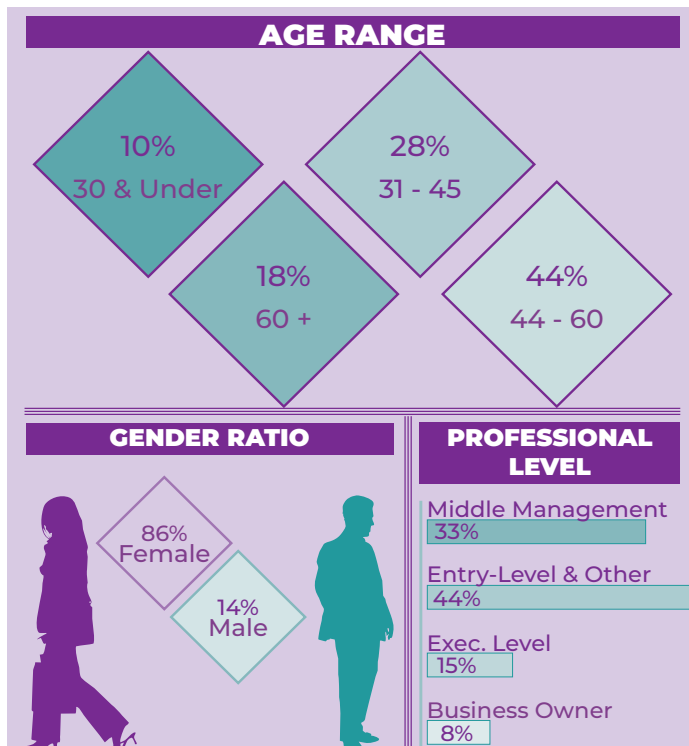 AGE RANGE
10%
30 & Under
28%
31 - 45
18%
60 +
44%
44 - 60
GENDER RATIO
86%
Female
14%
Male
PROFESSIONAL
LEVEL
Middle Management
33%
Entry-Level & Other
44%
Exec. Level
15%
Business Owner
8%